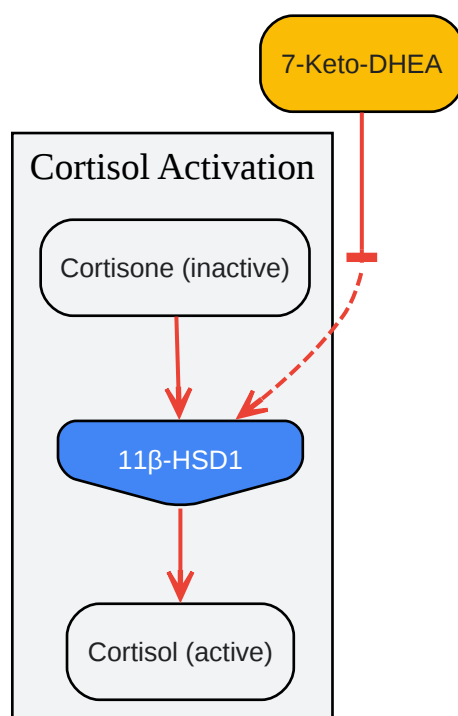 7-Keto-DHEA
Cortisol Activation
Cortisone (inactive)
11β-HSD1
Cortisol (active)